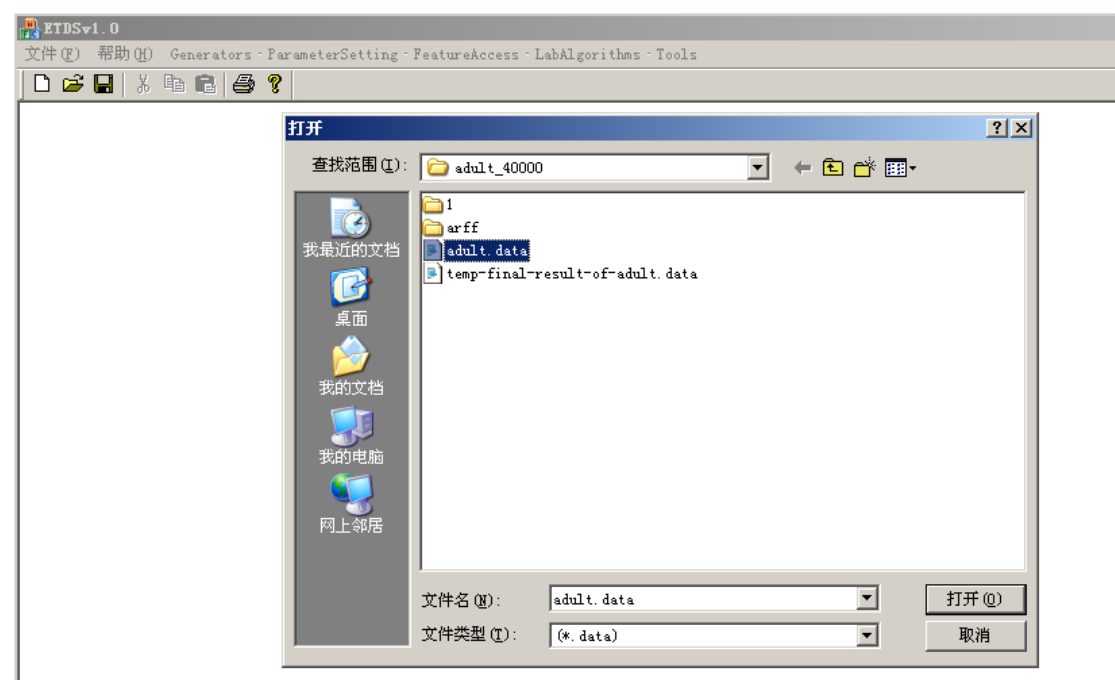 ETDSv1.0
文件(F) 帮助(H) Generators-ParameterSetting-FeatureAccess-LabAlgorithms-Tools
打开
查找范围(I): adult_40000
我最近的文档
桌面
我的文档
我的电脑
网上邻居
1
arff
adult.data
temp-final-result-of-adult.data
文件名(N): adult.data 打开(O)
文件类型(T): (*.data) 取消